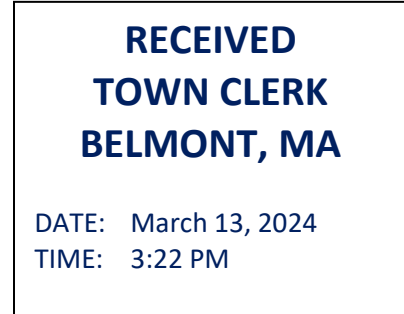 RECEIVED
TOWN CLERK
BELMONT, MA
DATE: March 13, 2024
TIME: 3:22 PM